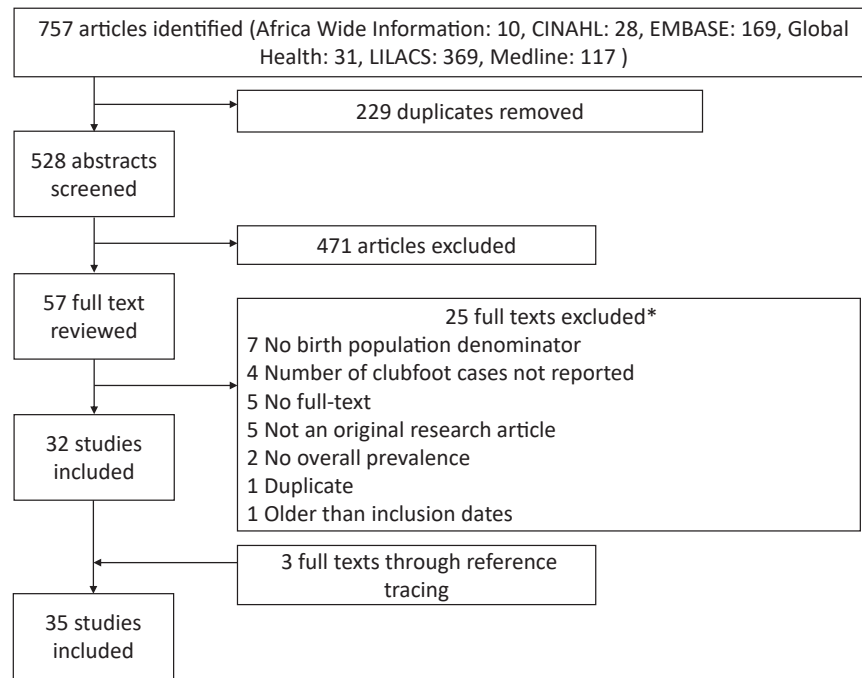 757 articles identified (Africa Wide Information: 10, CINAHL: 28, EMBASE: 169, Global
Health: 31, LILACS: 369, Medline: 117 )
229 duplicates removed
528 abstracts
screened
471 articles excluded
57 full text
reviewed
25 full texts excluded*
7 No birth population denominator
4 Number of clubfoot cases not reported
5 No full-text
5 Not an original research article
2 No overall prevalence
1 Duplicate
1 Older than inclusion dates
32 studies
included
3 full texts through reference
tracing
35 studies
included